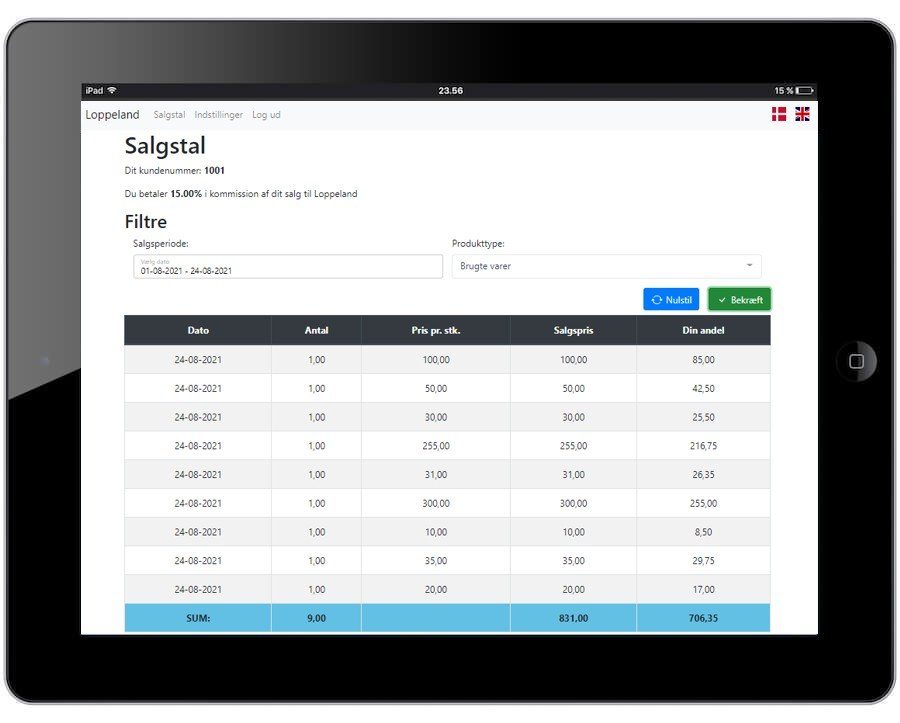 iPad 23.56 15 %
Loppeland Salgstal Indstillinger Log ud
Salgstal
Dit kundenummer: 1001
Du betaler 15.00% i kommission af dit salg til Loppeland
Filtre
Salgsperiode: Produkttype:
Vælg dato
01-08-2021 - 24-08-2021 Brugte varer
Nulstil Bekræft
Dato Antal Pris pr. stk. Salgspris Din andel
24-08-2021 1,00 100,00 100,00 85,00
24-08-2021 1,00 50,00 50,00 42,50
24-08-2021 1,00 30,00 30,00 25,50
24-08-2021 1,00 255,00 255,00 216,75
24-08-2021 1,00 31,00 31,00 26,35
24-08-2021 1,00 300,00 300,00 255,00
24-08-2021 1,00 10,00 10,00 8,50
24-08-2021 1,00 35,00 35,00 29,75
24-08-2021 1,00 20,00 20,00 17,00
SUM: 9,00 831,00 706,35